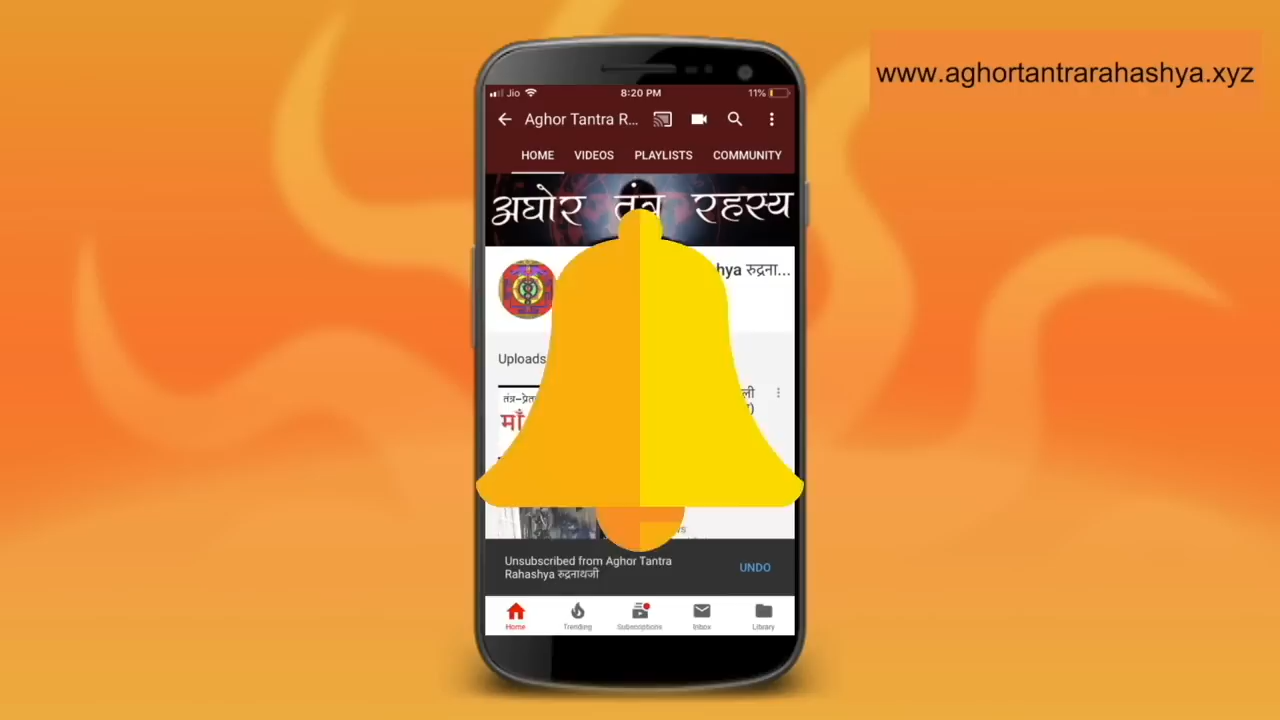 www.aghortantrarahashya.xyz
Jio 8:20 PM 11%
Aghor Tantra R...
HOME VIDEOS PLAYLISTS COMMUNITY
अघोर तंत्र रहस्य
hya रुद्रना...
Uploads
तंत्र-प्रेत
माँ
ली
Unsubscribed from Aghor Tantra
Rahashya रुद्रनाथजी
UNDO
Home Trending Subscriptions Inbox Library